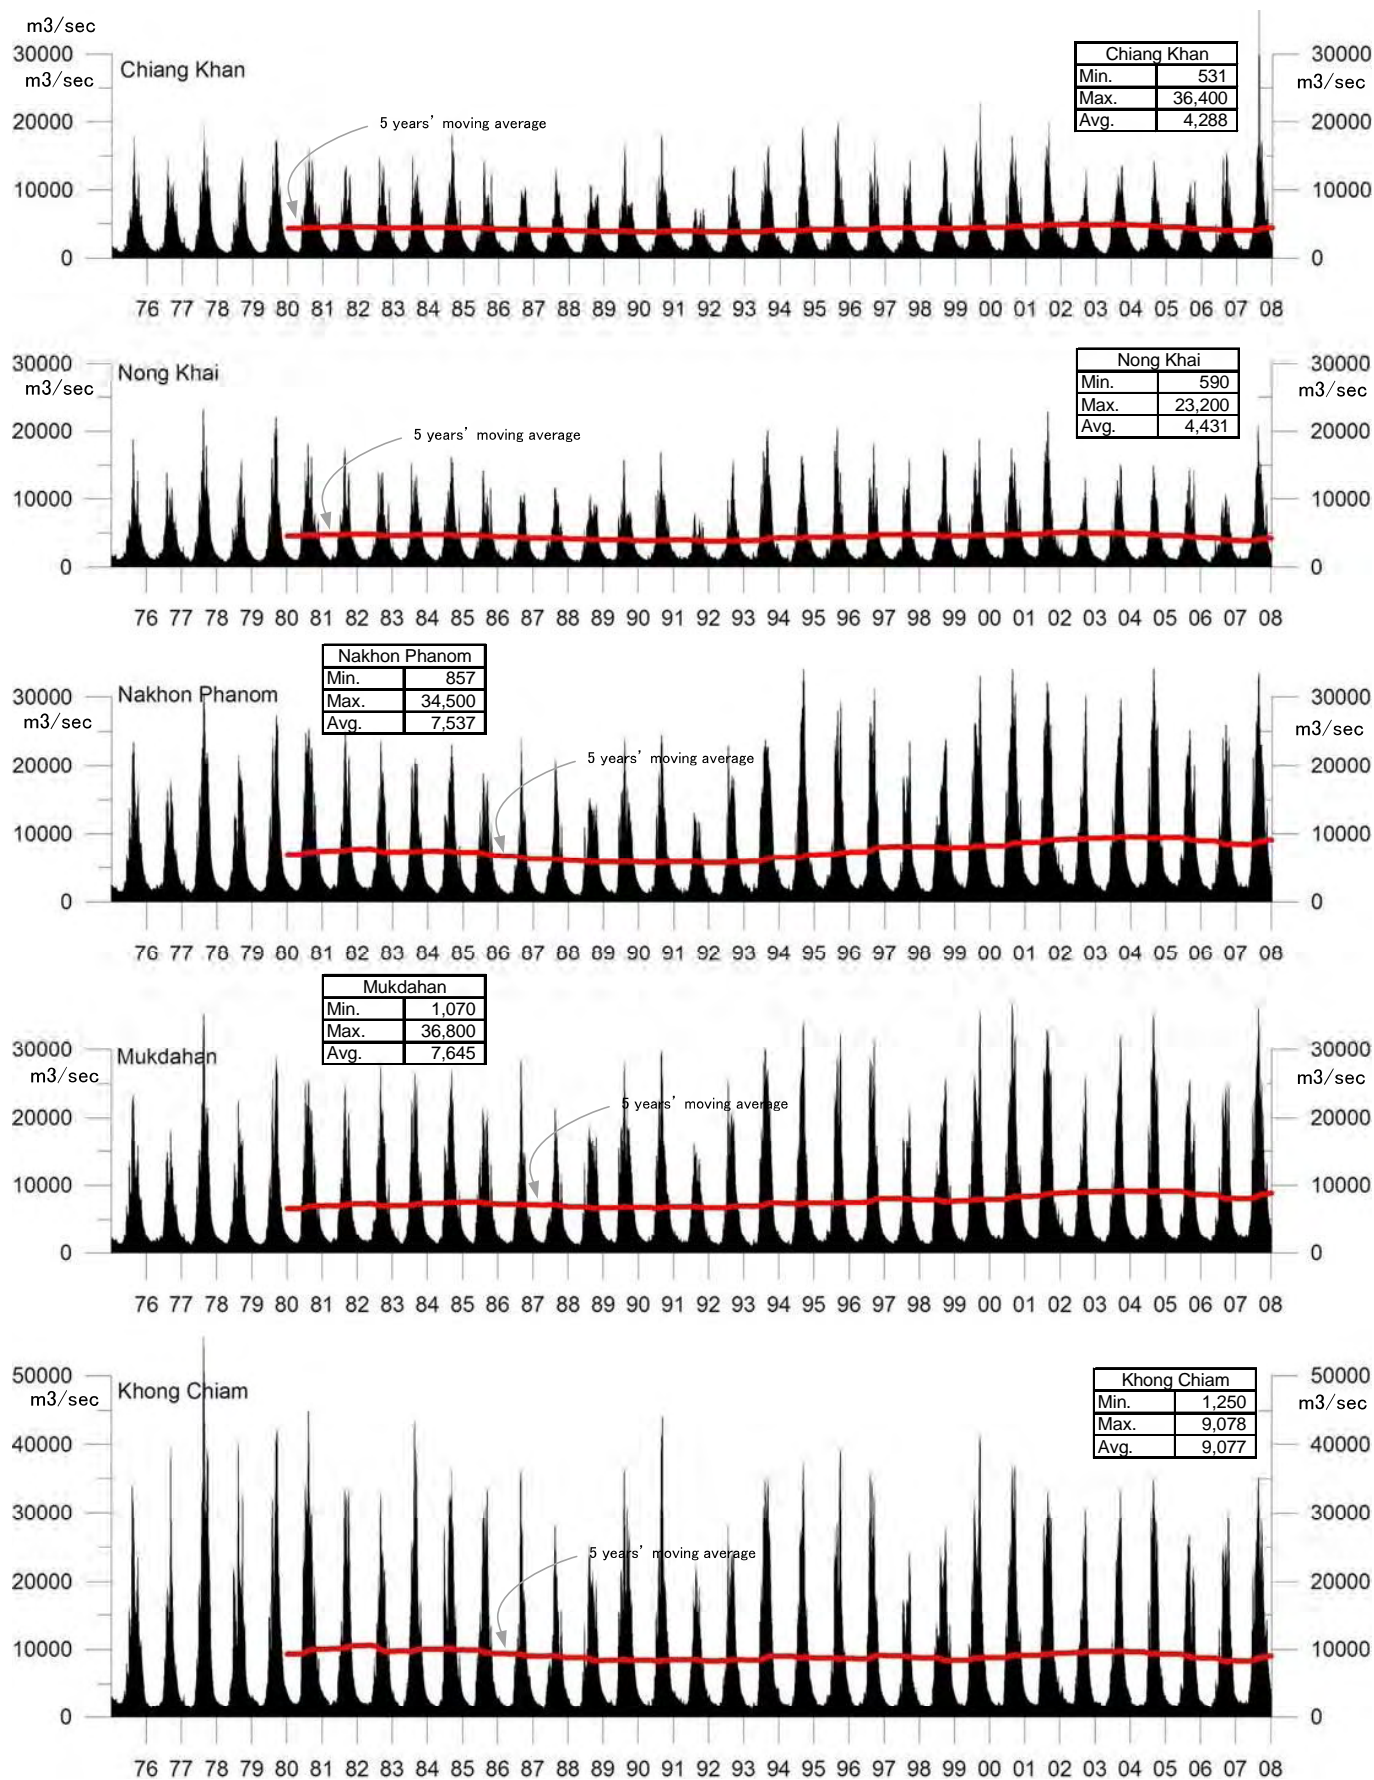 m3/sec
30000
m3/sec
Chiang Khan
20000
10000
0
5 years' moving average
Chiang Khan
Min. 531
Max. 36,400
Avg. 4,288
30000
m3/sec
20000
10000
0
76 77 78 79 80 81 82 83 84 85 86 87 88 89 90 91 92 93 94 95 96 97 98 99 00 01 02 03 04 05 06 07 08
30000
m3/sec
Nong Khai
20000
10000
0
5 years' moving average
Nong Khai
Min. 590
Max. 23,200
Avg. 4,431
30000
m3/sec
20000
10000
0
76 77 78 79 80 81 82 83 84 85 86 87 88 89 90 91 92 93 94 95 96 97 98 99 00 01 02 03 04 05 06 07 08
Nakhon Phanom
Min. 857
Max. 34,500
Avg. 7,537
30000
m3/sec
Nakhon Phanom
20000
10000
0
5 years' moving average
30000
m3/sec
20000
10000
0
76 77 78 79 80 81 82 83 84 85 86 87 88 89 90 91 92 93 94 95 96 97 98 99 00 01 02 03 04 05 06 07 08
Mukdahan
Min. 1,070
Max. 36,800
Avg. 7,645
30000
m3/sec
Mukdahan
20000
10000
0
5 years' moving average
30000
m3/sec
20000
10000
0
76 77 78 79 80 81 82 83 84 85 86 87 88 89 90 91 92 93 94 95 96 97 98 99 00 01 02 03 04 05 06 07 08
50000
m3/sec
Khong Chiam
40000
30000
20000
10000
0
5 years' moving average
Khong Chiam
Min. 1,250
Max. 9,078
Avg. 9,077
50000
m3/sec
40000
30000
20000
10000
0
76 77 78 79 80 81 82 83 84 85 86 87 88 89 90 91 92 93 94 95 96 97 98 99 00 01 02 03 04 05 06 07 08